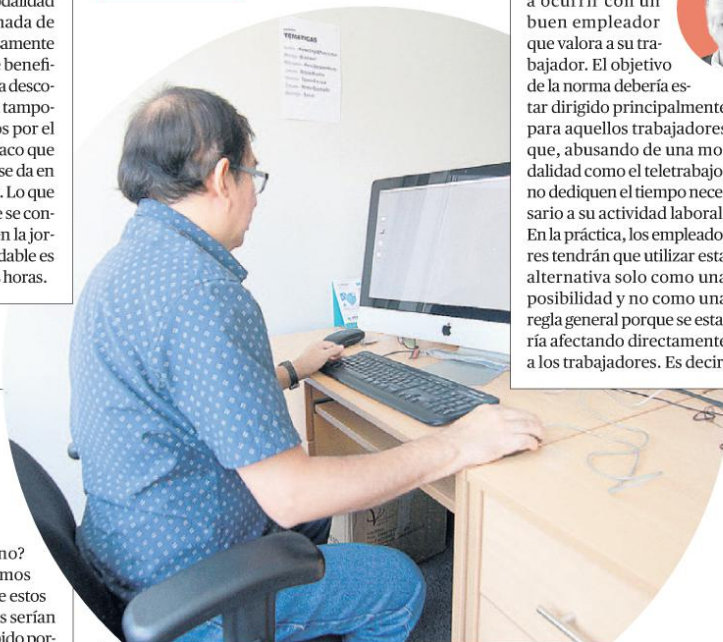 odalidad
nada de
amente
e benefi-
a desco-
tampo-
os por el
aco que
se da en
. Lo que
e se con-
en la jor-
dable es
s horas.
no?
mos
e estos
s serían
bido por-
TEMÁTICAS
a ocurrir con un
buen empleador
que valora a su tra-
bajador. El objetivo
de la norma debería es-
tar dirigido principalmente
para aquellos trabajadores
que, abusando de una mo
dalidad como el teletrabajo
no dediquen el tiempo nece
sario a su actividad laboral
En la práctica, los empleado
res tendrán que utilizar esta
alternativa solo como una
posibilidad y no como una
regla general porque se esta
ría afectando directamente
a los trabajadores. Es decir